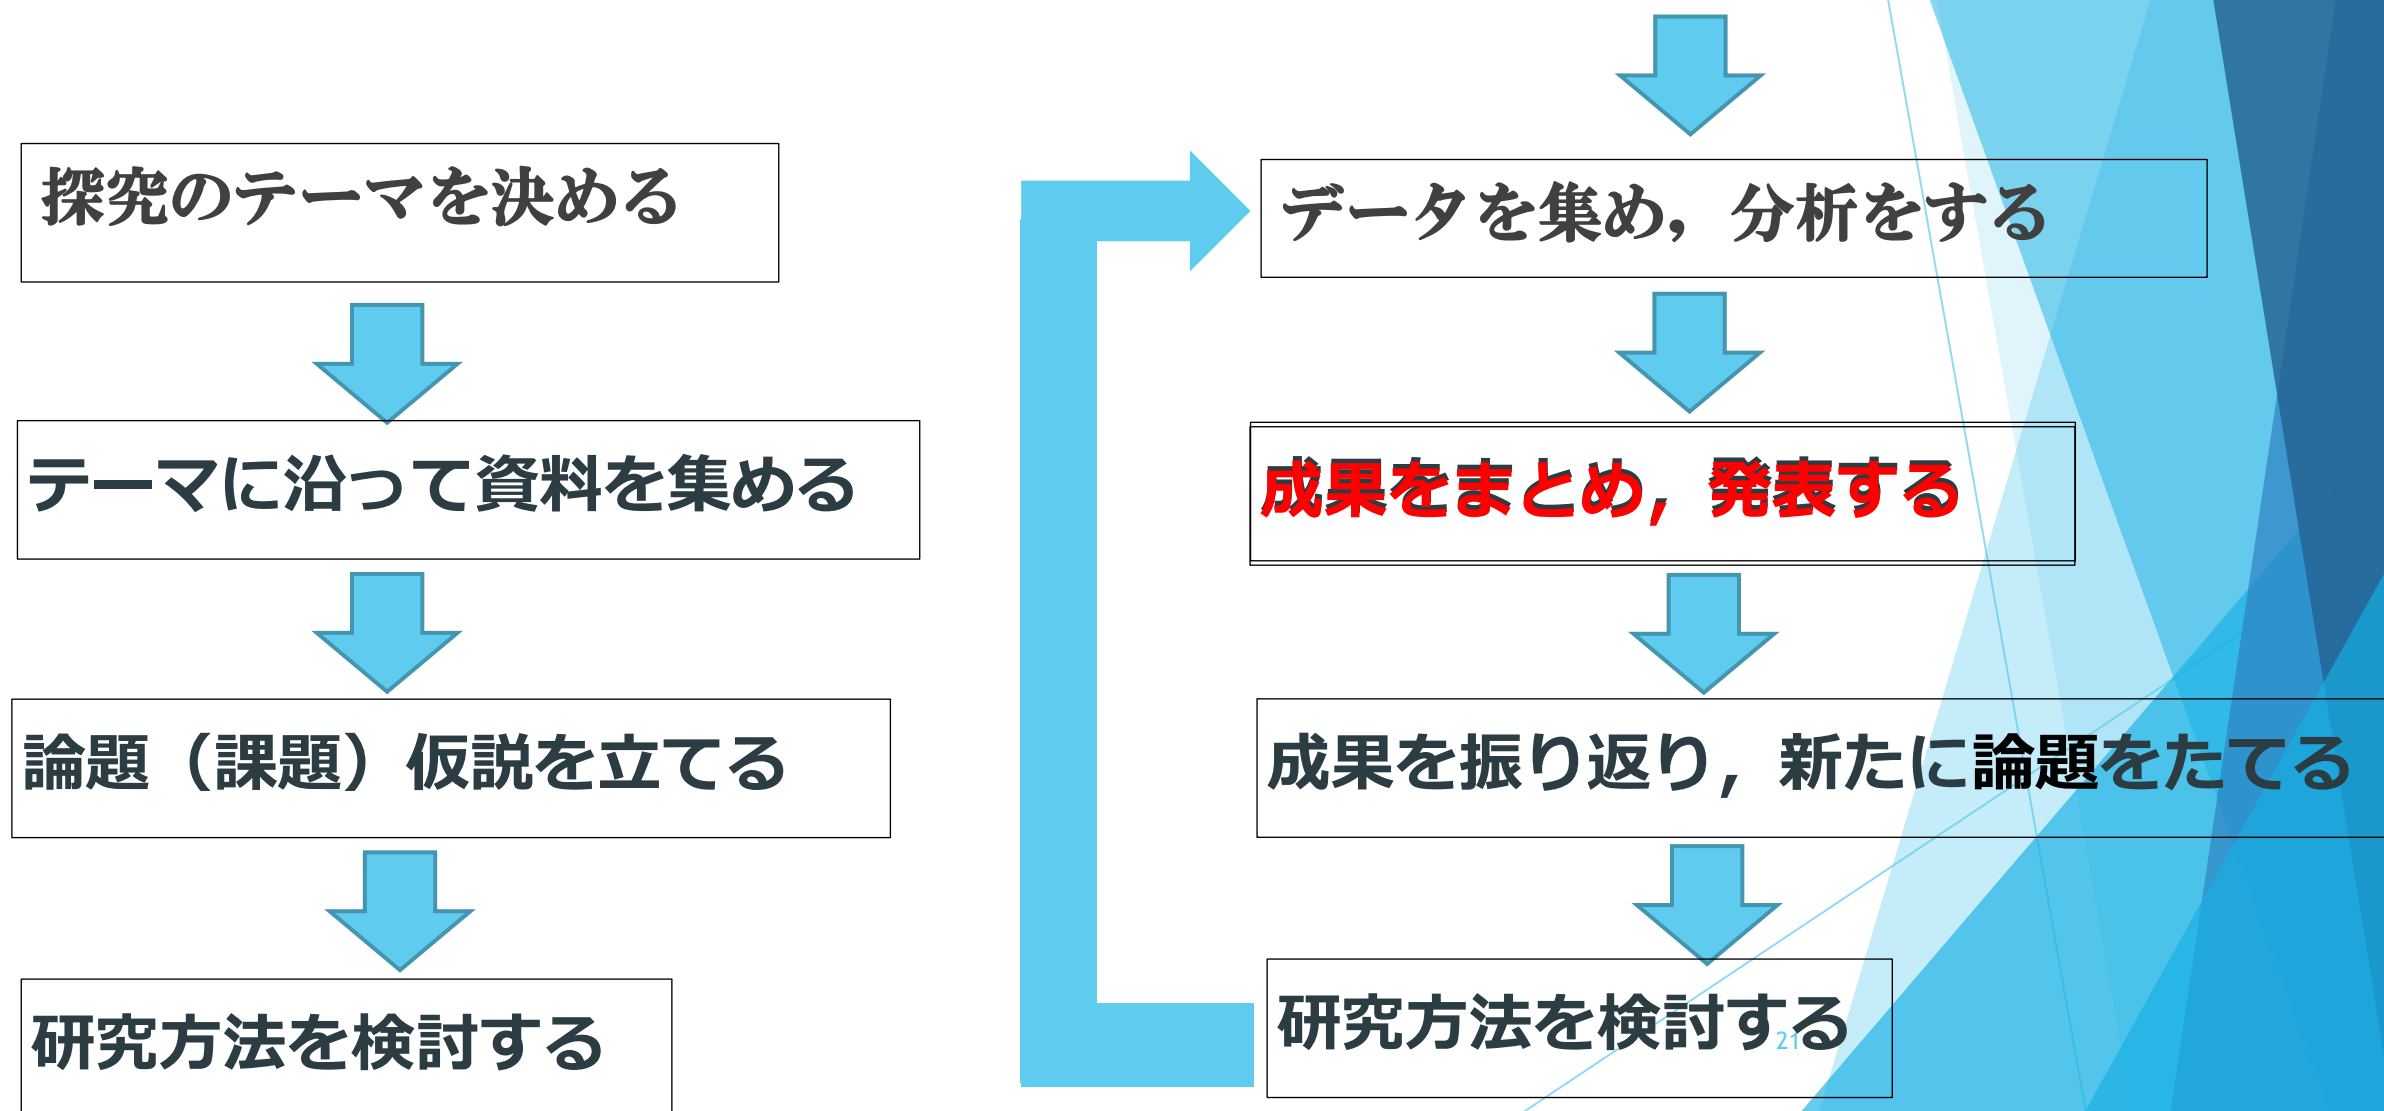 探究のテーマを決める
テーマに沿って資料を集める
論題（課題）仮説を立てる
研究方法を検討する
データを集め，分析をする
成果をまとめ，発表する
成果を振り返り，新たに論題をたてる
研究方法を検討する
21